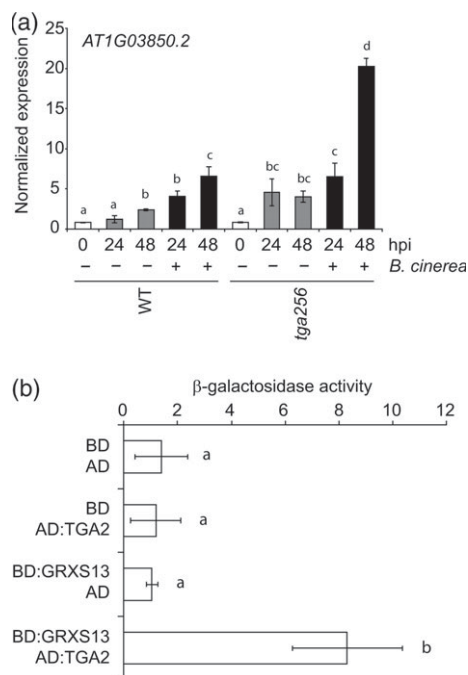 (a)
AT1G03850.2
Normalized expression
25
20
15
10
5
0
a a b b c a bc bc c d
0 24 48 24 48 0 24 48 24 48 hpi
– – – + + – – – + + B. cinerea
WT tga256
(b)
β-galactosidase activity
0 2 4 6 8 10 12
BD
AD
a
BD
AD:TGA2
a
BD:GRXS13
AD
a
BD:GRXS13
AD:TGA2
b